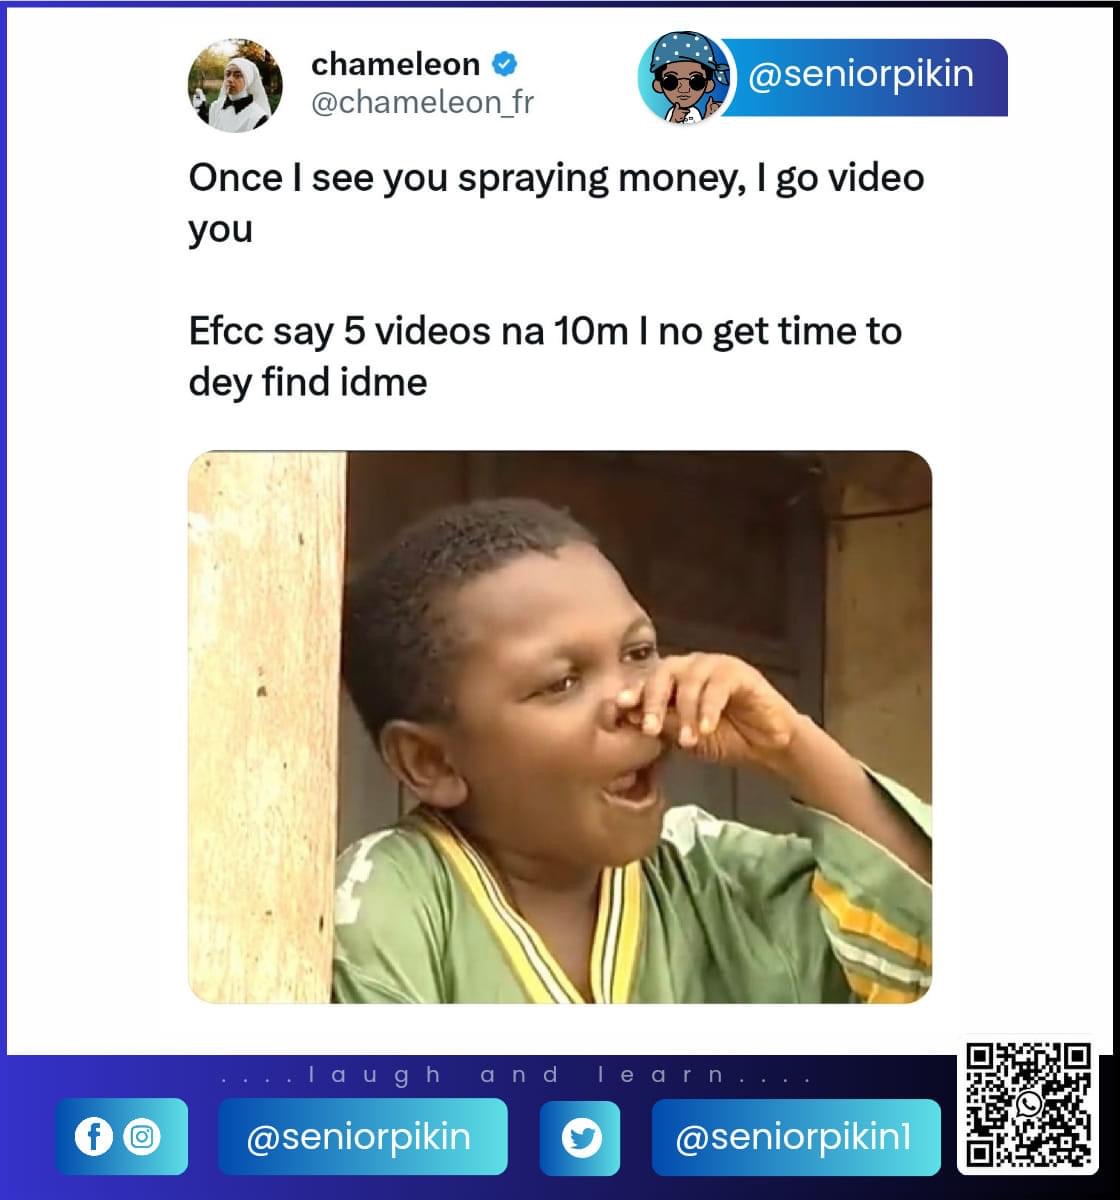 chameleon
@chameleon_fr
@seniorpikin
Once I see you spraying money, I go video
you
Efcc say 5 videos na 10m I no get time to
dey find idme
....laugh and learn....
@seniorpikin
@seniorpikin1